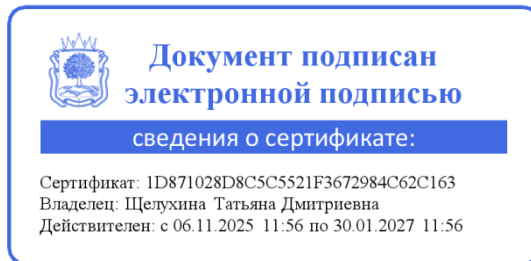 Документ подписан
электронной подписью
сведения о сертификате:
Сертификат: 1D871028D8C5C5521F3672984C62C163
Владелец: Щелухина Татьяна Дмитриевна
Действителен: с 06.11.2025 11:56 по 30.01.2027 11:56